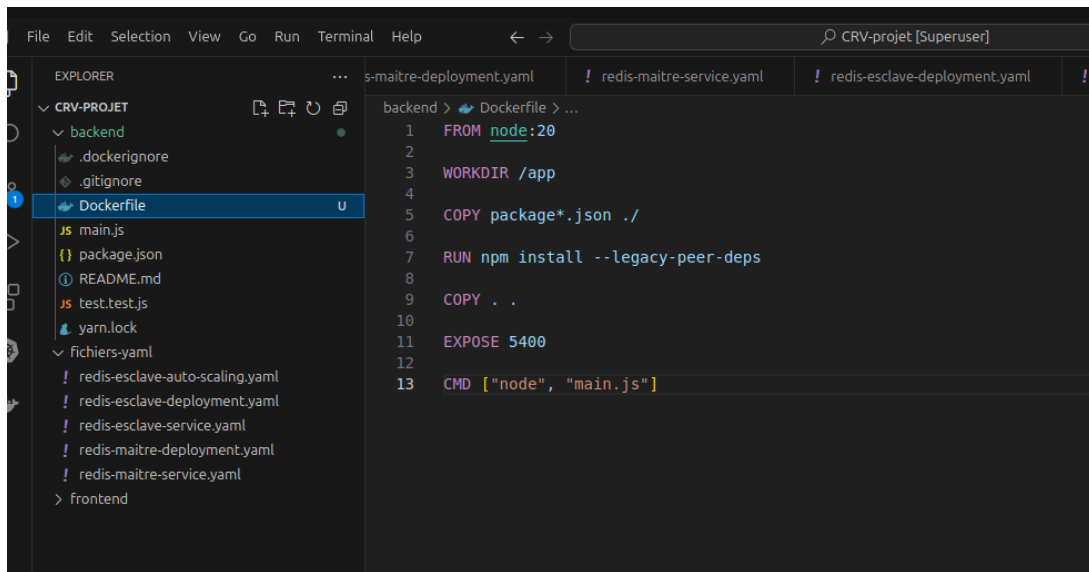 File Edit Selection View Go Run Terminal Help
CRV-projet [Superuser]
EXPLORER
s-maitre-deployment.yaml
! redis-maitre-service.yaml
! redis-esclave-deployment.yaml
!
CRV-PROJET
backend
.dockerignore
.gitignore
Dockerfile U
JS main.js
{} package.json
README.md
JS test.test.js
yarn.lock
fichiers-yaml
! redis-esclave-auto-scaling.yaml
! redis-esclave-deployment.yaml
! redis-esclave-service.yaml
! redis-maitre-deployment.yaml
! redis-maitre-service.yaml
frontend
1
backend > Dockerfile > ...
1 FROM node:20
2
3 WORKDIR /app
4
5 COPY package*.json ./
6
7 RUN npm install --legacy-peer-deps
8
9 COPY . .
10
11 EXPOSE 5400
12
13 CMD ["node", "main.js"]